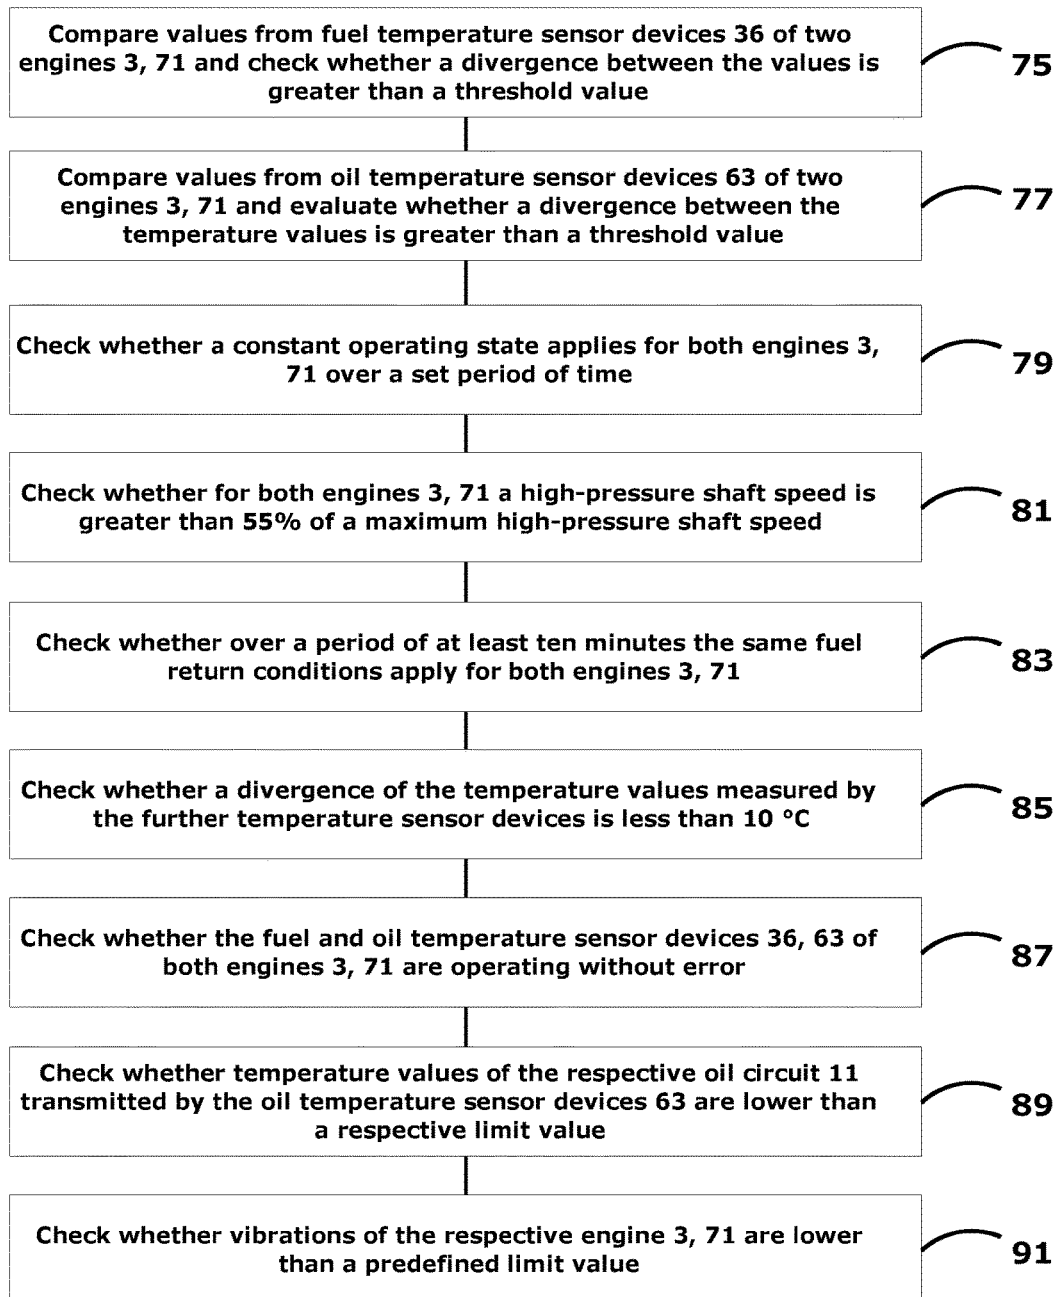 Compare values from fuel temperature sensor devices 36 of two
engines 3, 71 and check whether a divergence between the values is
greater than a threshold value
75
Compare values from oil temperature sensor devices 63 of two
engines 3, 71 and evaluate whether a divergence between the
temperature values is greater than a threshold value
77
Check whether a constant operating state applies for both engines 3,
71 over a set period of time
79
Check whether for both engines 3, 71 a high-pressure shaft speed is
greater than 55% of a maximum high-pressure shaft speed
81
Check whether over a period of at least ten minutes the same fuel
return conditions apply for both engines 3, 71
83
Check whether a divergence of the temperature values measured by
the further temperature sensor devices is less than 10 °C
85
Check whether the fuel and oil temperature sensor devices 36, 63 of
both engines 3, 71 are operating without error
87
Check whether temperature values of the respective oil circuit 11
transmitted by the oil temperature sensor devices 63 are lower than
a respective limit value
89
Check whether vibrations of the respective engine 3, 71 are lower
than a predefined limit value
91